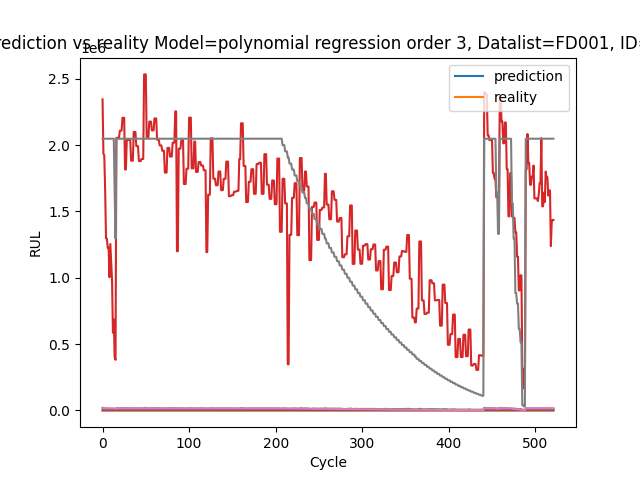 rediction vs reality Model=polynomial regression order 3, Datalist=FD001, ID=
1e6
2.5
2.0
1.5
1.0
0.5
0.0
RUL
prediction
reality
0 100 200 300 400 500
Cycle